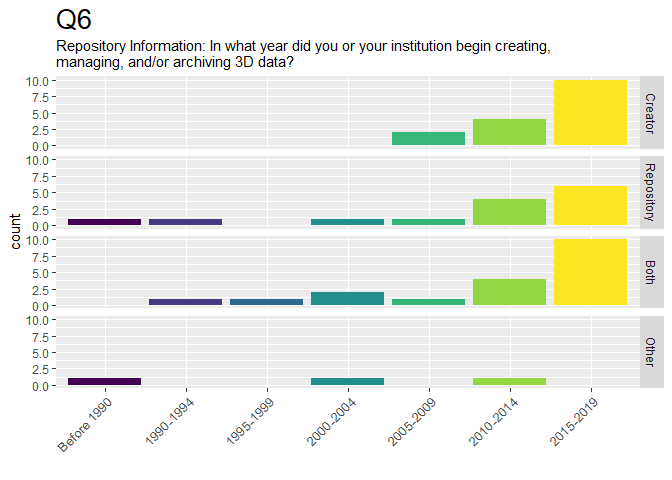 Q6
Repository Information: In what year did you or your institution begin creating,
managing, and/or archiving 3D data?
10.0
7.5
5.0
2.5
0.0
Creator
10.0
7.5
5.0
2.5
0.0
Repository
10.0
7.5
5.0
2.5
0.0
Both
10.0
7.5
5.0
2.5
0.0
Other
count
Before 1990
1990-1994
1995-1999
2000-2004
2005-2009
2010-2014
2015-2019